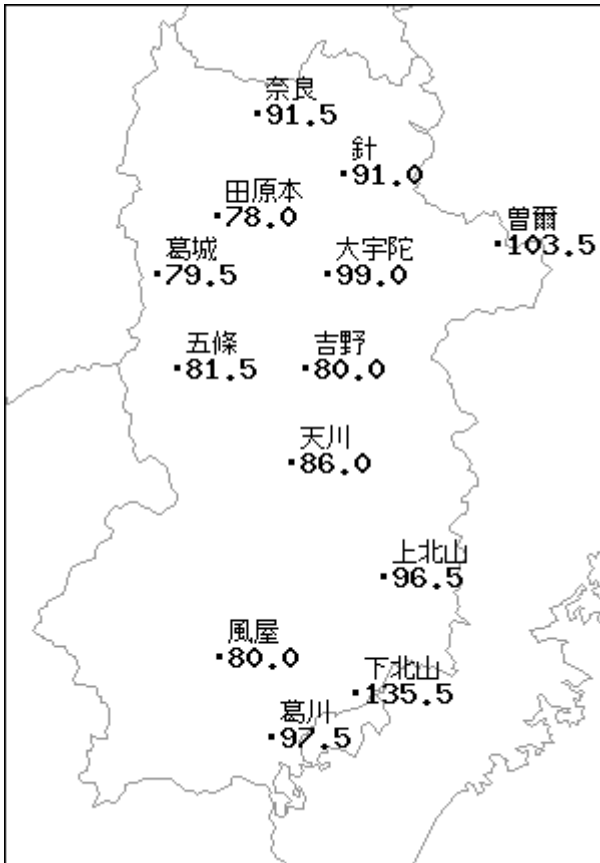 奈良
91.5
針
91.0
田原本
78.0
曽爾
103.5
葛城
79.5
大宇陀
99.0
五條
81.5
吉野
80.0
天川
86.0
上北山
96.5
風屋
80.0
下北山
135.5
葛川
97.5